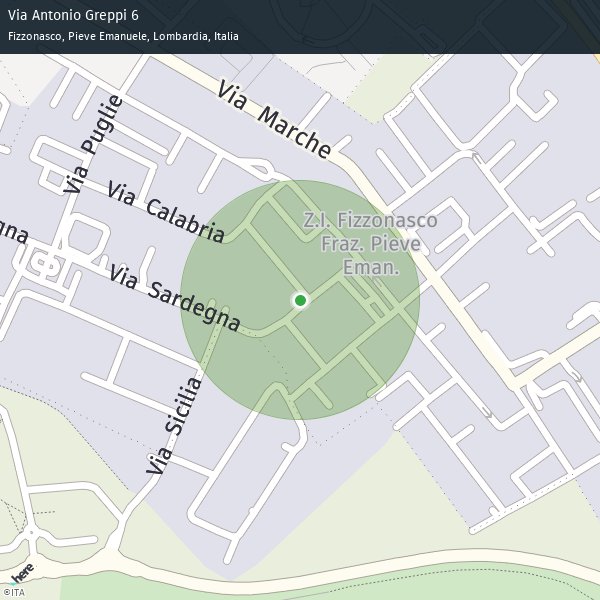 Via Antonio Greppi 6
Fizzonasco, Pieve Emanuele, Lombardia, Italia
Via Marche
Via Puglie
Via Calabria
Z.I. Fizzonasco
Fraz. Pieve
Eman.
gna
Via Sardegna
Via Sicilia
here
©ITA